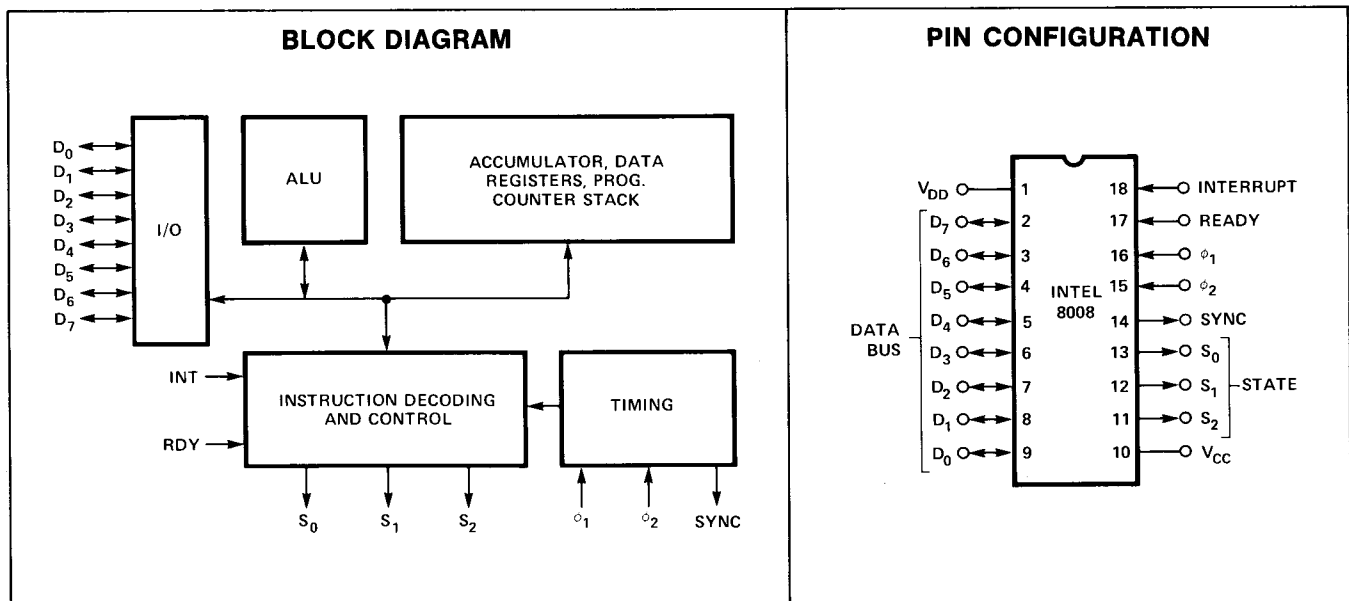 BLOCK DIAGRAM
D0
D1
D2
D3
D4
D5
D6
D7
I/O
ALU
ACCUMULATOR, DATA
REGISTERS, PROG.
COUNTER STACK
INT
RDY
INSTRUCTION DECODING
AND CONTROL
TIMING
S0
S1
S2
ϕ1
ϕ2
SYNC
PIN CONFIGURATION
VDD 1 18 INTERRUPT
D7 2 17 READY
D6 3 16 ϕ1
D5 4 15 ϕ2
INTEL
8008
D4 5 14 SYNC
DATA
BUS
D3 6 13 S0
D2 7 12 S1
STATE
D1 8 11 S2
D0 9 10 VCC